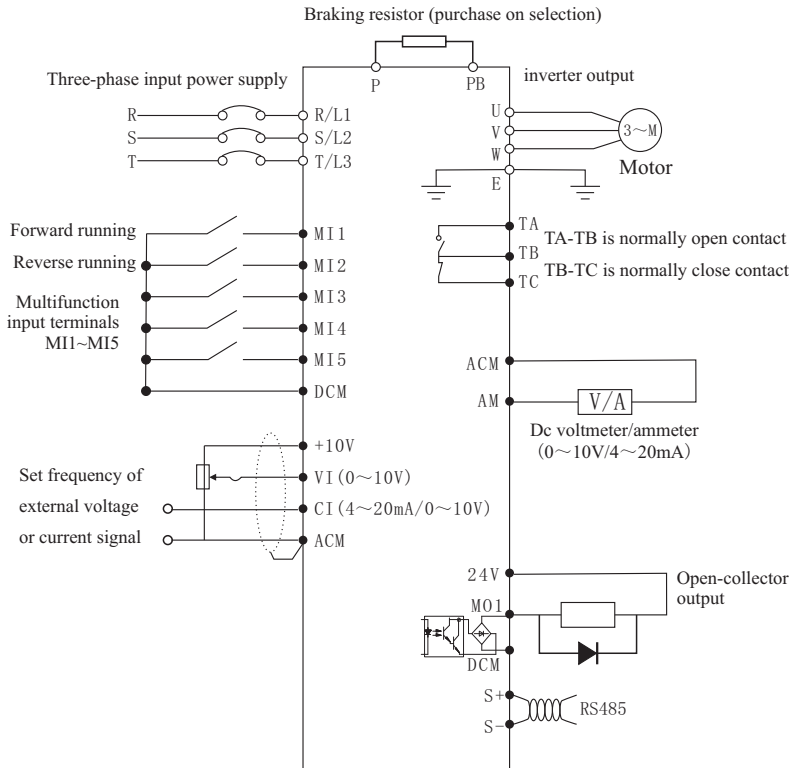 Braking resistor (purchase on selection)
P
PB
Three-phase input power supply
inverter output
R
R/L1
S
S/L2
T
T/L3
U
V
W
E
3～M
Motor
Forward running
MI1
Reverse running
MI2
MI3
Multifunction
input terminals
MI1~MI5
MI4
MI5
DCM
TA
TB
TC
TA-TB is normally open contact
TB-TC is normally close contact
ACM
AM
V/A
Dc voltmeter/ammeter
（0～10V/4～20mA）
+10V
VI(0～10V)
CI(4～20mA/0～10V)
ACM
Set frequency of
external voltage
or current signal
24V
MO1
DCM
Open-collector
output
S+
S-
RS485